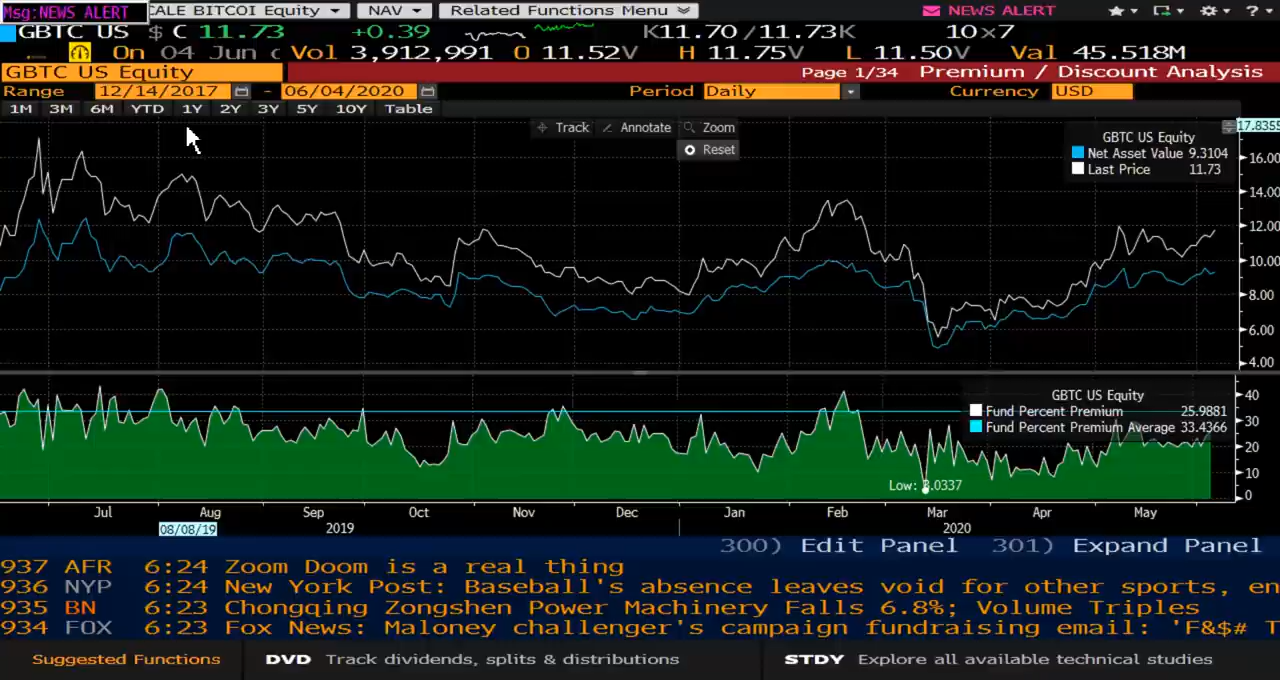 Msg:NEWS ALERT CALE BITCOI Equity NAV Related Functions Menu NEWS ALERT
GBTC US $ C 11.73 +0.39 K11.70/11.73K 10×7
On 04 Jun Vol 3,912,991 O 11.52V H 11.75V L 11.50V Val 45.518M
GBTC US Equity Page 1/34 Premium / Discount Analysis
Range 12/14/2017 - 06/04/2020 Period Daily Currency USD
1M 3M 6M YTD 1Y 2Y 3Y 5Y 10Y Table
Track Annotate Zoom
Reset
17.8355
GBTC US Equity
Net Asset Value 9.3104
Last Price 11.73
16.00
14.00
12.00
10.00
8.00
6.00
4.00
GBTC US Equity
Fund Percent Premium 25.9881
Fund Percent Premium Average 33.4366
40
30
20
10
0
Low: 3.0337
Jul Aug Sep Oct Nov Dec Jan Feb Mar Apr May
08/08/19 2019 2020
300) Edit Panel 301) Expand Panel
937 AFR 6:24 Zoom Doom is a real thing
936 NYP 6:24 New York Post: Baseball's absence leaves void for other sports, en
935 BN 6:23 Chongqing Zongshen Power Machinery Falls 6.8%; Volume Triples
934 FOX 6:23 Fox News: Maloney challenger's campaign fundraising email: 'F&$# T
Suggested Functions DVD Track dividends, splits & distributions STDY Explore all available technical studies